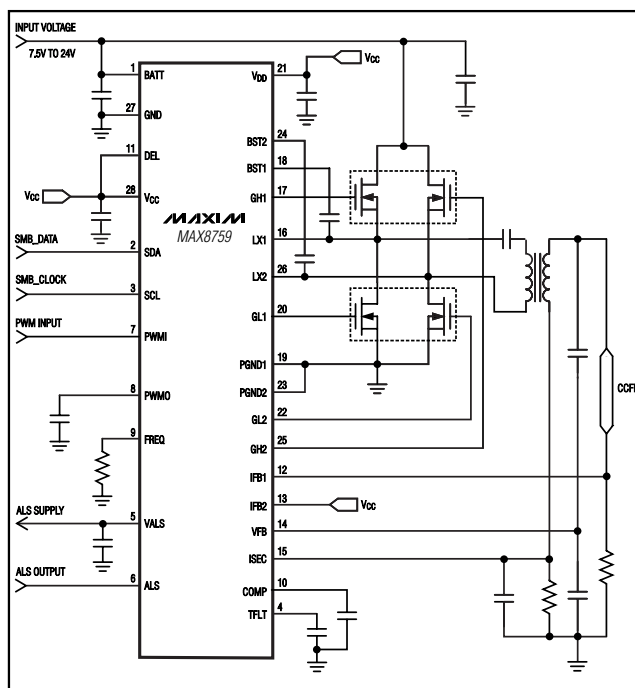 INPUT VOLTAGE
7.5V TO 24V
1 BATT
27 GND
11 DEL
VCC 28 VCC
SMB_DATA 2 SDA
SMB_CLOCK 3 SCL
PWM INPUT 7 PWMI
8 PWMO
9 FREQ
ALS SUPPLY 5 VALS
ALS OUTPUT 6 ALS
MAXIM
MAX8759
VDD 21 VCC
BST2 24
BST1 18
GH1 17
LX1 16
LX2 26
GL1 20
PGND1 19
PGND2 23
GL2 22
GH2 25
IFB1 12
IFB2 13 VCC
VFB 14
ISEC 15
COMP 10
TFLT 4